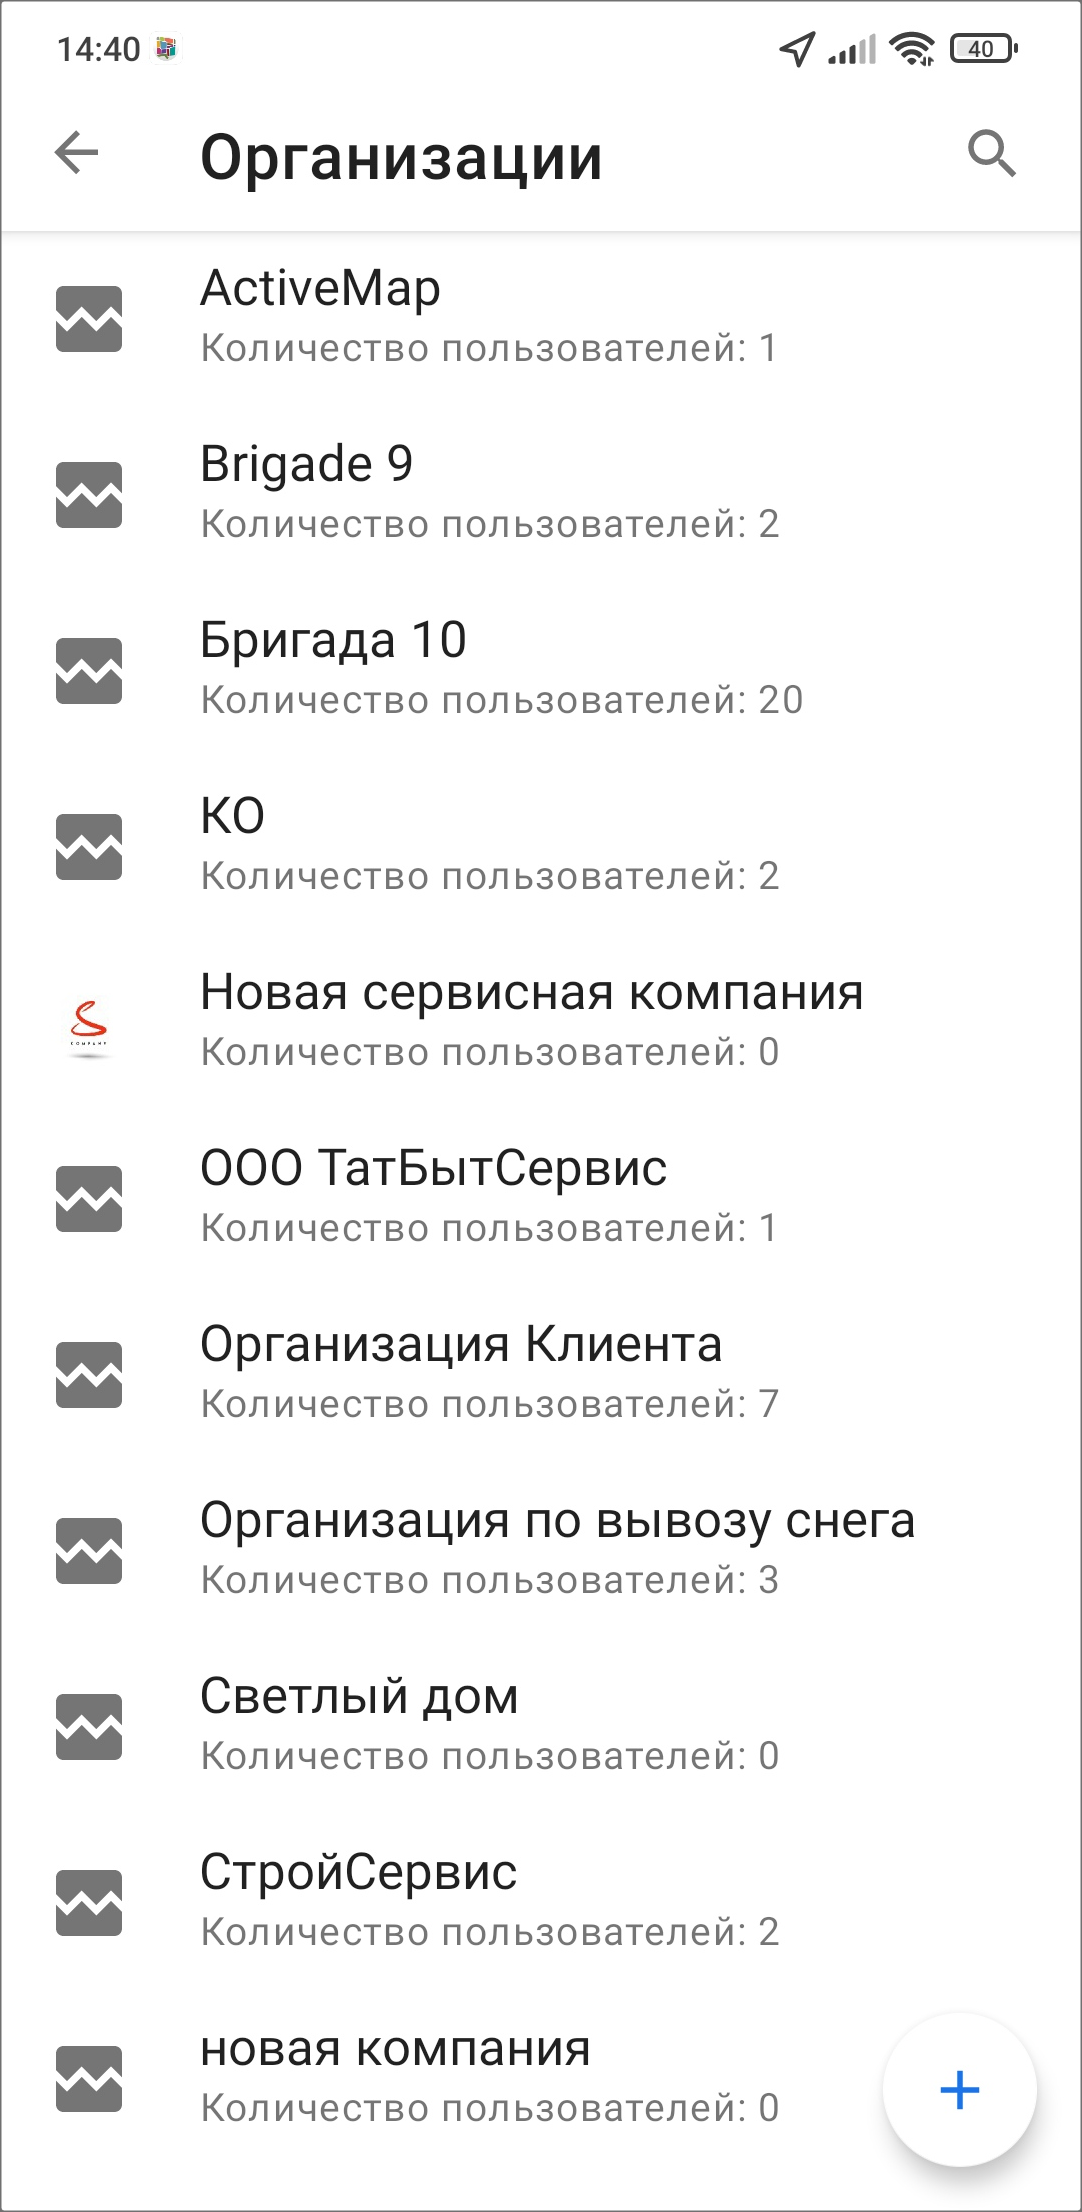 14:40
40
Организации
ActiveMap
Количество пользователей: 1
Brigade 9
Количество пользователей: 2
Бригада 10
Количество пользователей: 20
КО
Количество пользователей: 2
Новая сервисная компания
Количество пользователей: 0
COMPANY
ООО ТатБытСервис
Количество пользователей: 1
Организация Клиента
Количество пользователей: 7
Организация по вывозу снега
Количество пользователей: 3
Светлый дом
Количество пользователей: 0
СтройСервис
Количество пользователей: 2
новая компания
Количество пользователей: 0